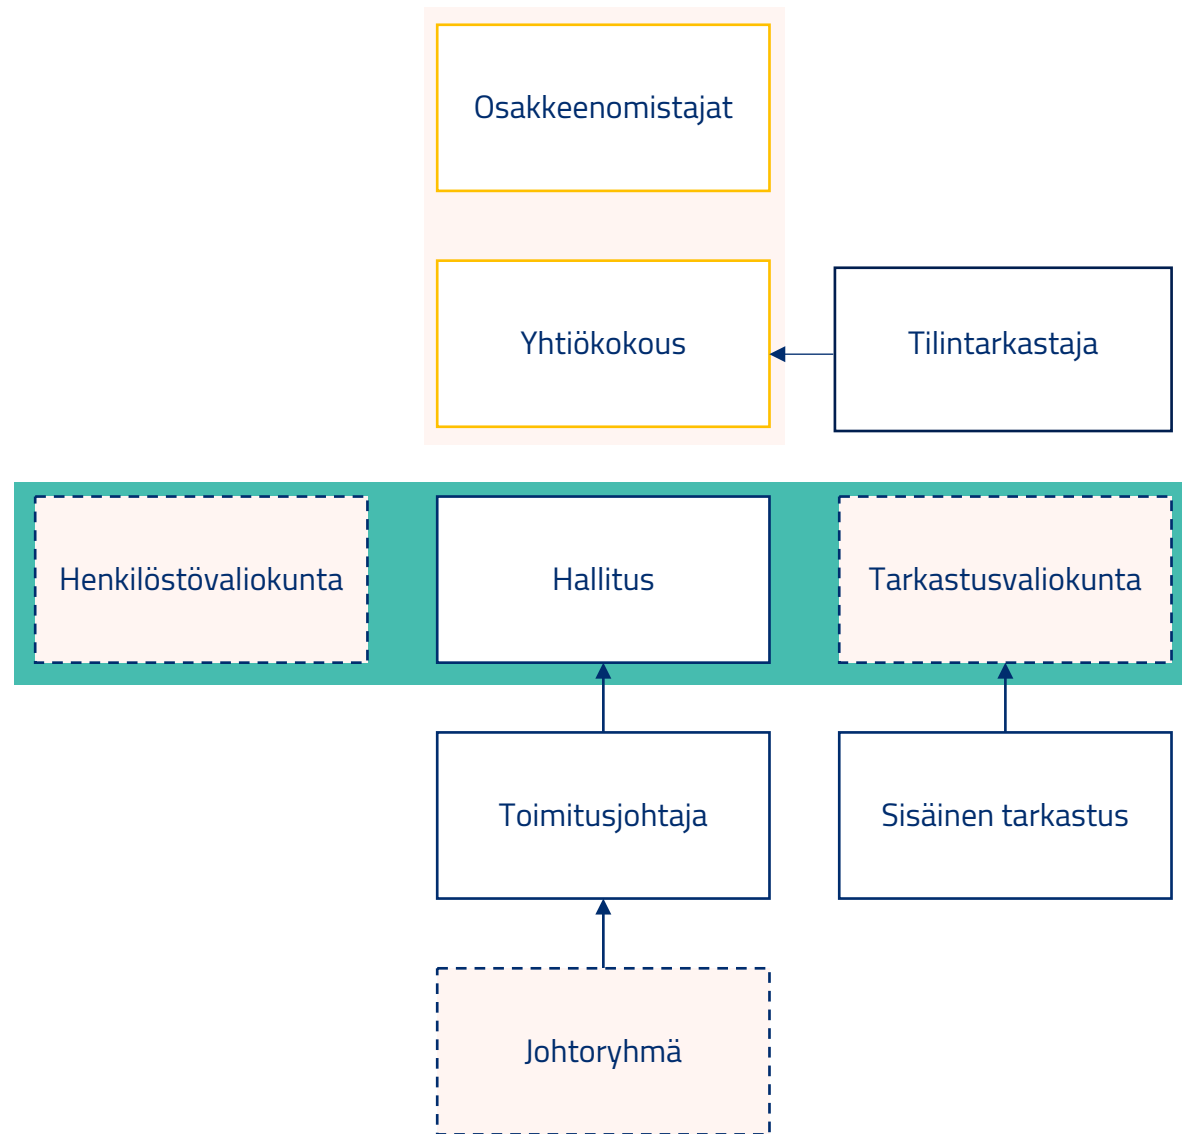 Osakkeenomistajat
Yhtiökokous
Tilintarkastaja
Henkilöstövaliokunta
Hallitus
Tarkastusvaliokunta
Toimitusjohtaja
Sisäinen tarkastus
Johtoryhmä